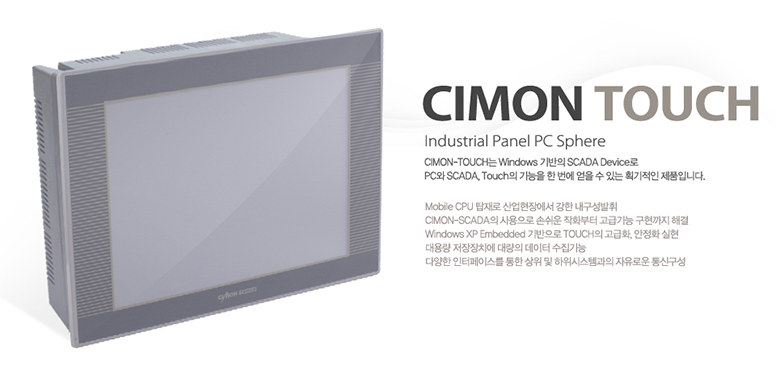 CIMON TOUCH
Industrial Panel PC Sphere
CIMON-TOUCH는 Windows 기반의 SCADA Device로
PC와 SCADA, Touch의 기능을 한 번에 얻을 수 있는 획기적인 제품입니다.
Mobile CPU 탑재로 산업현장에서 강한 내구성발휘
CIMON-SCADA의 사용으로 손쉬운 작화부터 고급기능 구현까지 해결
Windows XP Embedded 기반으로 TOUCH의 고급화, 안정화 실현
대용량 저장장치에 대량의 데이터 수집기능
다양한 인터페이스를 통한 상위 및 하위시스템과의 자유로운 통신구성